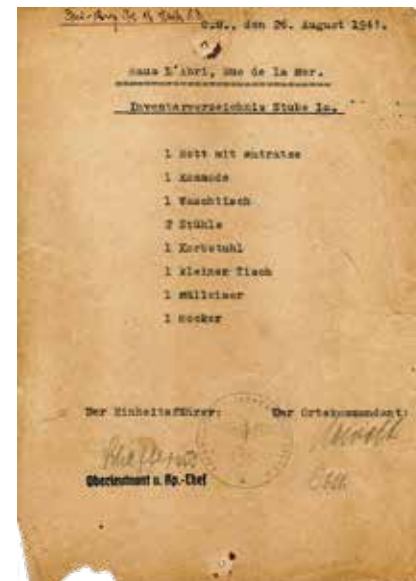 O.U., den 26. August 1941.
Haus L'Abri, Rue de la Mer.
Inventarverzeichnis Stube 1o.
1 Bett mit Matratze
1 Kommode
1 Waschtisch
2 Stühle
1 Korbstuhl
1 kleiner Tisch
1 Mülleimer
1 Hocker
Der Einheitsführer: Der Ortskommandant:
Oberleutnant u. Kp.-Chef